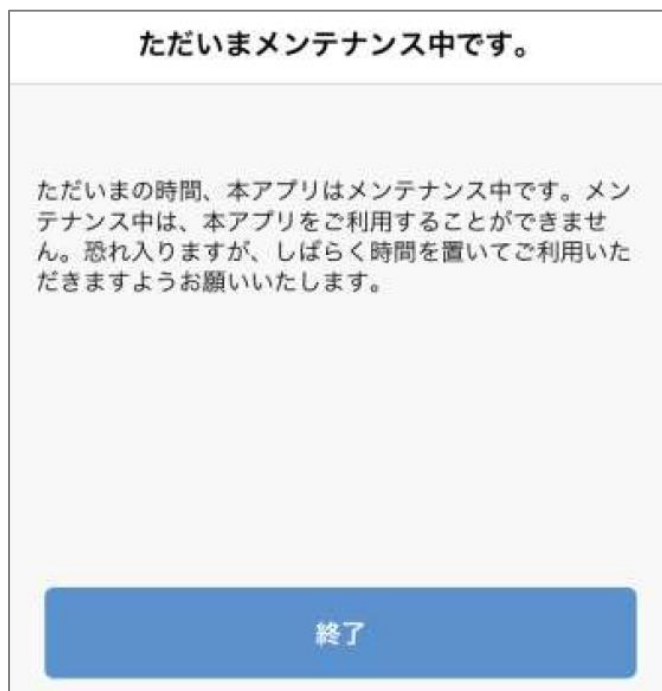 ただいまメンテナンス中です。
ただいまの時間、本アプリはメンテナンス中です。メン
テナンス中は、本アプリをご利用することができませ
ん。恐れ入りますが、しばらく時間を置いてご利用いた
だきますようお願いいたします。
終了